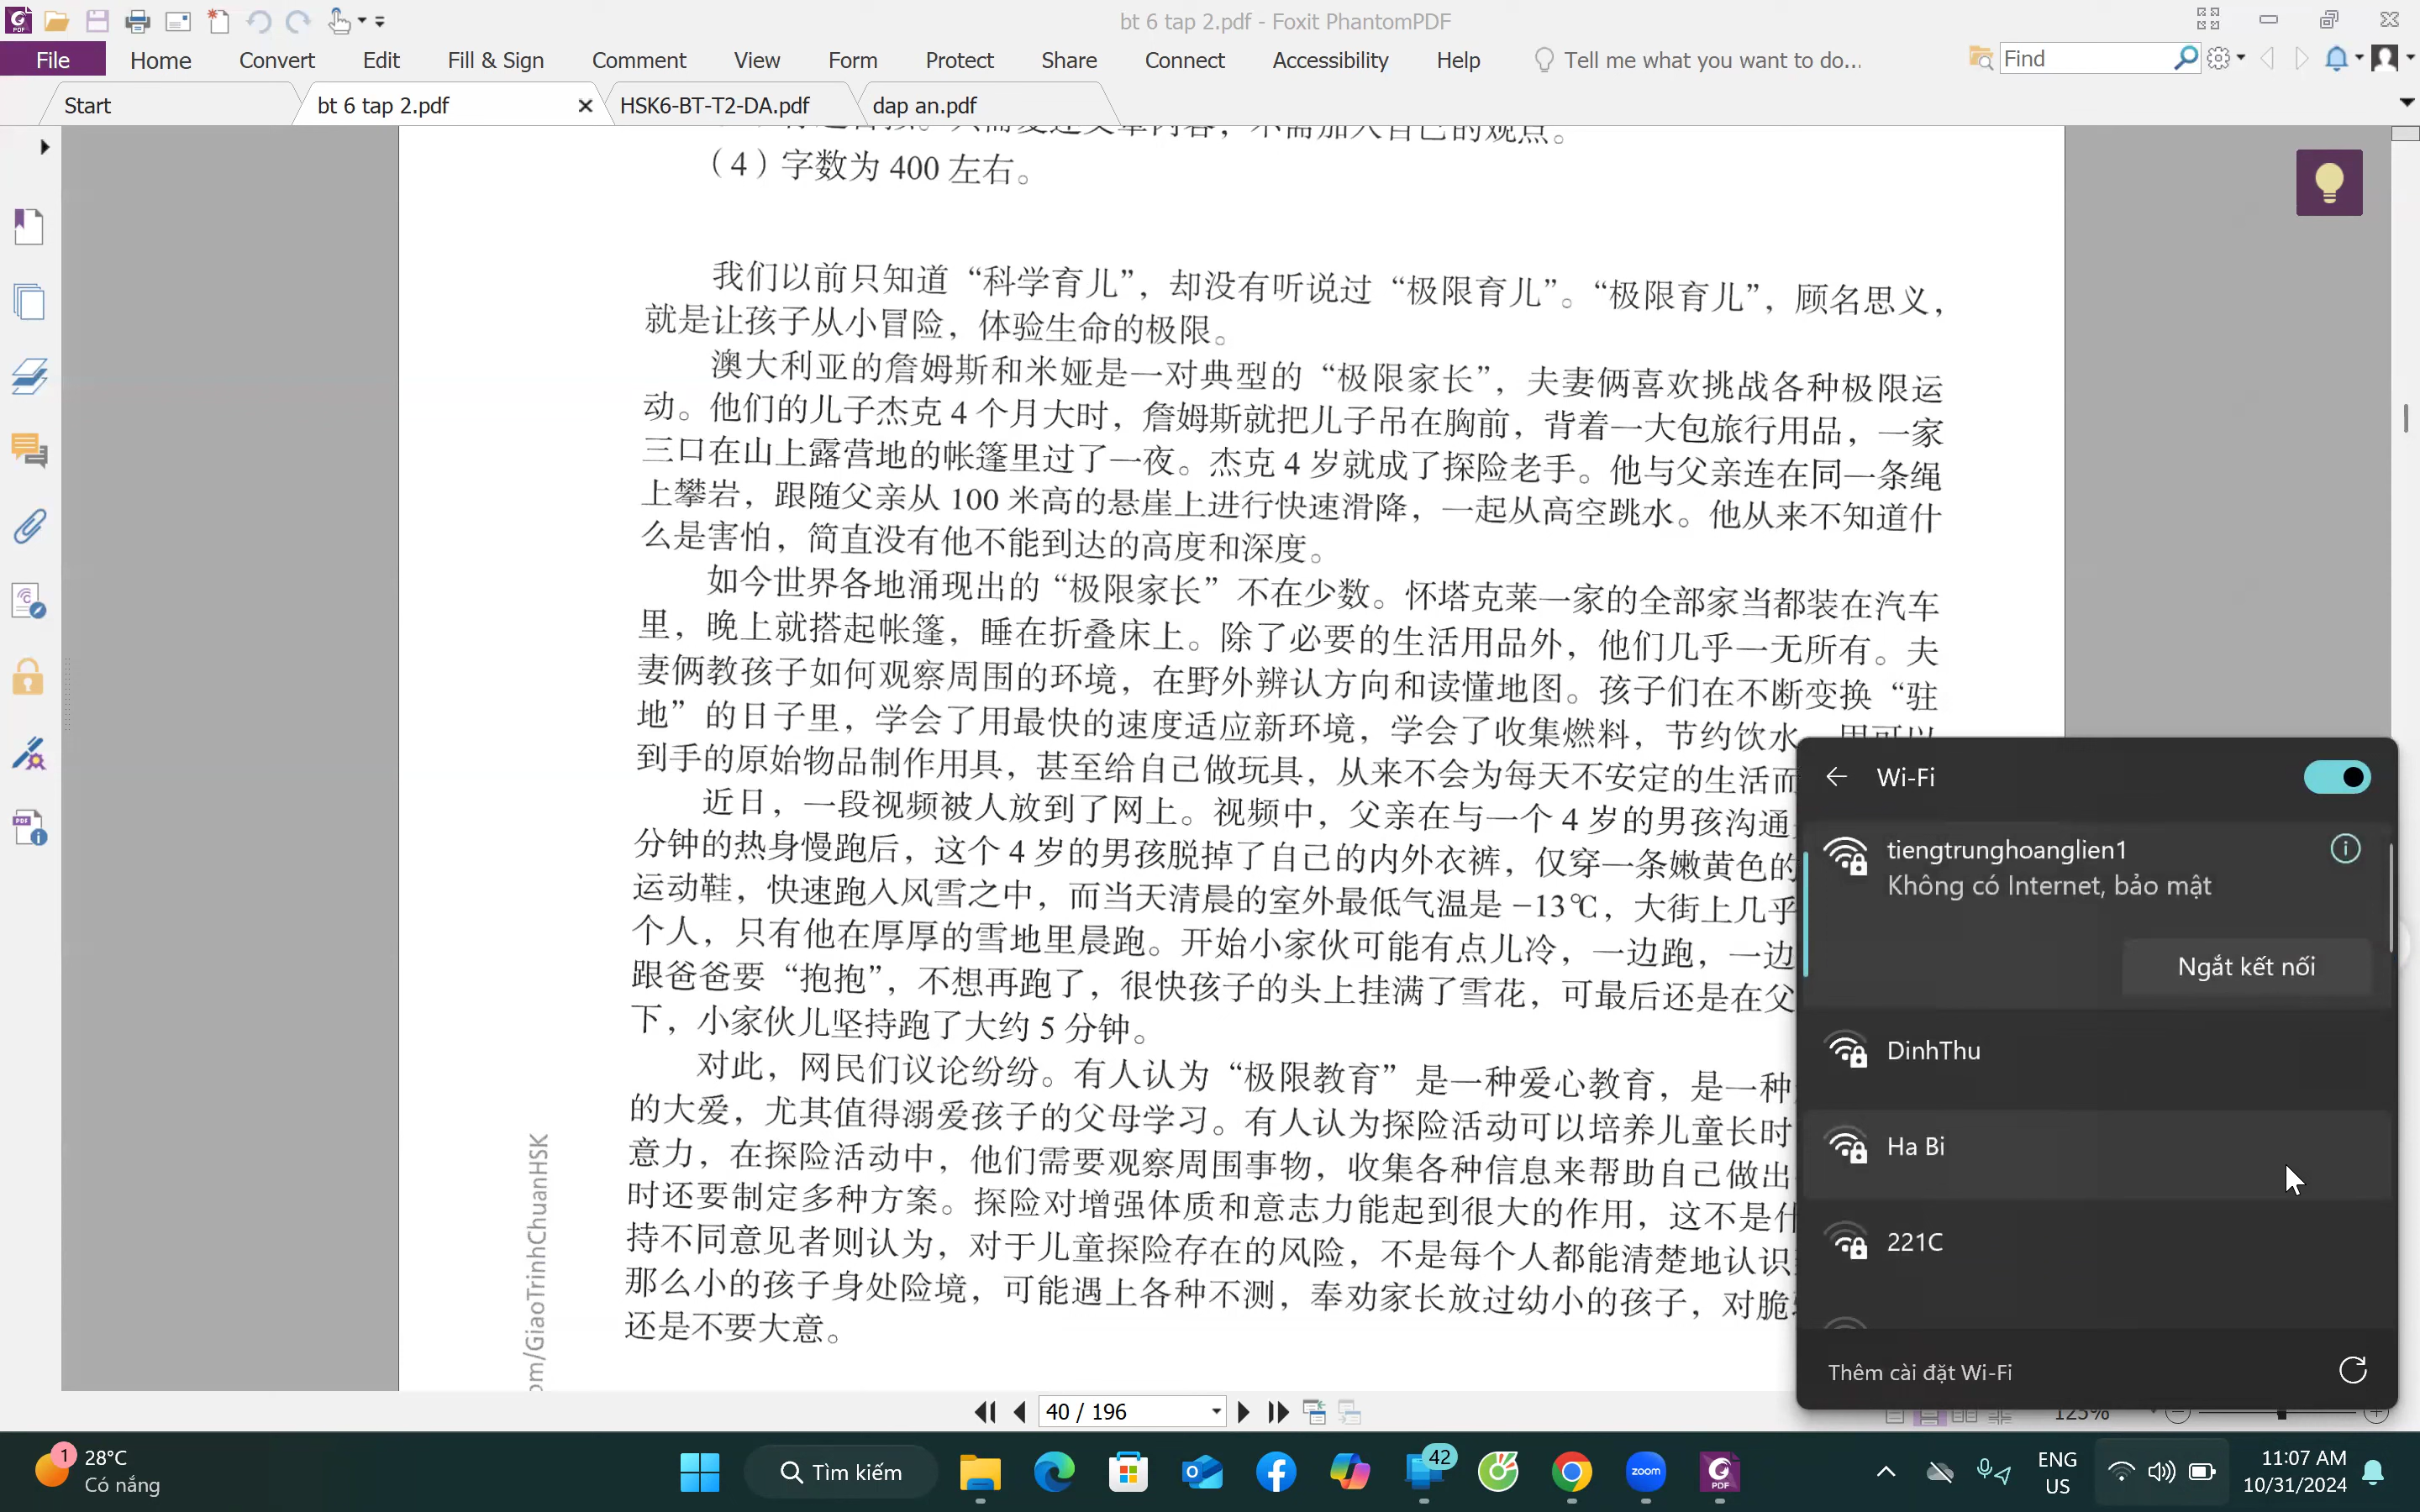 bt 6 tap 2.pdf - Foxit PhantomPDF
File Home Convert Edit Fill & Sign Comment View Form Protect Share Connect Accessibility Help Tell me what you want to do... Find
Start bt 6 tap 2.pdf HSK6-BT-T2-DA.pdf dap an.pdf
只需复述文章内容，不需加入自己的观点。
（4）字数为 400 左右。
我们以前只知道“科学育儿”，却没有听说过“极限育儿”。“极限育儿”，顾名思义，
就是让孩子从小冒险，体验生命的极限。
澳大利亚的詹姆斯和米娅是一对典型的“极限家长”，夫妻俩喜欢挑战各种极限运
动。他们的儿子杰克 4 个月大时，詹姆斯就把儿子吊在胸前，背着一大包旅行用品，一家
三口在山上露营地的帐篷里过了一夜。杰克 4 岁就成了探险老手。他与父亲连在同一条绳
上攀岩，跟随父亲从 100 米高的悬崖上进行快速滑降，一起从高空跳水。他从来不知道什
么是害怕，简直没有他不能到达的高度和深度。
如今世界各地涌现出的“极限家长”不在少数。怀塔克莱一家的全部家当都装在汽车
里，晚上就搭起帐篷，睡在折叠床上。除了必要的生活用品外，他们几乎一无所有。夫
妻俩教孩子如何观察周围的环境，在野外辨认方向和读懂地图。孩子们在不断变换“驻
地”的日子里，学会了用最快的速度适应新环境，学会了收集燃料，节约饮水，用可以
到手的原始物品制作用具，甚至给自己做玩具，从来不会为每天不安定的生活而
近日，一段视频被人放到了网上。视频中，父亲在与一个 4 岁的男孩沟通
分钟的热身慢跑后，这个 4 岁的男孩脱掉了自己的内外衣裤，仅穿一条嫩黄色的
运动鞋，快速跑入风雪之中，而当天清晨的室外最低气温是 -13℃，大街上几乎
个人，只有他在厚厚的雪地里晨跑。开始小家伙可能有点儿冷，一边跑，一边
跟爸爸要“抱抱”，不想再跑了，很快孩子的头上挂满了雪花，可最后还是在父
下，小家伙儿坚持跑了大约 5 分钟。
对此，网民们议论纷纷。有人认为“极限教育”是一种爱心教育，是一种
的大爱，尤其值得溺爱孩子的父母学习。有人认为探险活动可以培养儿童长时
意力，在探险活动中，他们需要观察周围事物，收集各种信息来帮助自己做出
时还要制定多种方案。探险对增强体质和意志力能起到很大的作用，这不是什
持不同意见者则认为，对于儿童探险存在的风险，不是每个人都能清楚地认识
那么小的孩子身处险境，可能遇上各种不测，奉劝家长放过幼小的孩子，对脆
还是不要大意。
om/GiaoTrinhChuanHSK
Wi-Fi
tiengtrunghoanglien1
Không có Internet, bảo mật
Ngắt kết nối
DinhThu
Ha Bi
221C
Thêm cài đặt Wi-Fi
40 / 196
125%
1 28°C
Có nắng
Tìm kiếm
42
zoom
PDF
ENG
US
11:07 AM
10/31/2024